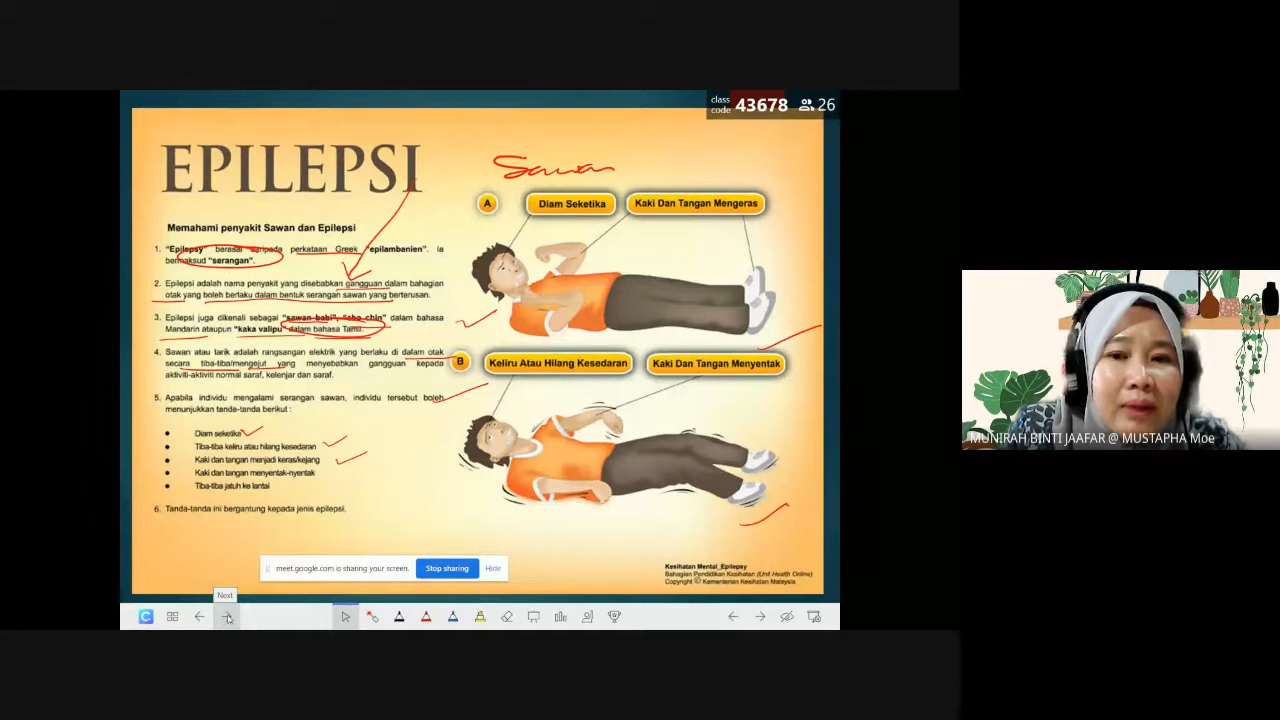 class
code 43678 26
EPILEPSI
Sawan
A Diam Seketika Kaki Dan Tangan Mengeras
Memahami penyakit Sawan dan Epilepsi
1. “Epilepsy” berasal daripada perkataan Greek “epilambanien”. Ia
bermaksud “serangan”.
2. Epilepsi adalah nama penyakit yang disebabkan gangguan dalam bahagian
otak yang boleh berlaku dalam bentuk serangan sawan yang berterusan.
3. Epilepsi juga dikenali sebagai “sawan babi”, “cho chin” dalam bahasa
Mandarin ataupun “kaka valipu” dalam bahasa Tamil.
4. Sawan atau tarik adalah rangsangan elektrik yang berlaku di dalam otak
secara tiba-tiba/mengejut yang menyebabkan gangguan kepada
aktiviti-aktiviti normal saraf, kelenjar dan saraf.
B Keliru Atau Hilang Kesedaran Kaki Dan Tangan Menyentak
5. Apabila individu mengalami serangan sawan, individu tersebut boleh
menunjukkan tanda-tanda berikut :
• Diam seketika
• Tiba-tiba keliru atau hilang kesedaran
• Kaki dan tangan menjadi keras/kejang
• Kaki dan tangan menyentak-nyentak
• Tiba-tiba jatuh ke lantai
6. Tanda-tanda ini bergantung kepada jenis epilepsi.
meet.google.com is sharing your screen. Stop sharing Hide
Kesihatan Mental_Epilepsy
Bahagian Pendidikan Kesihatan (Unit Health Online)
Copyright © Kementerian Kesihatan Malaysia
Next
MUNIRAH BINTI JAAFAR @ MUSTAPHA Moe